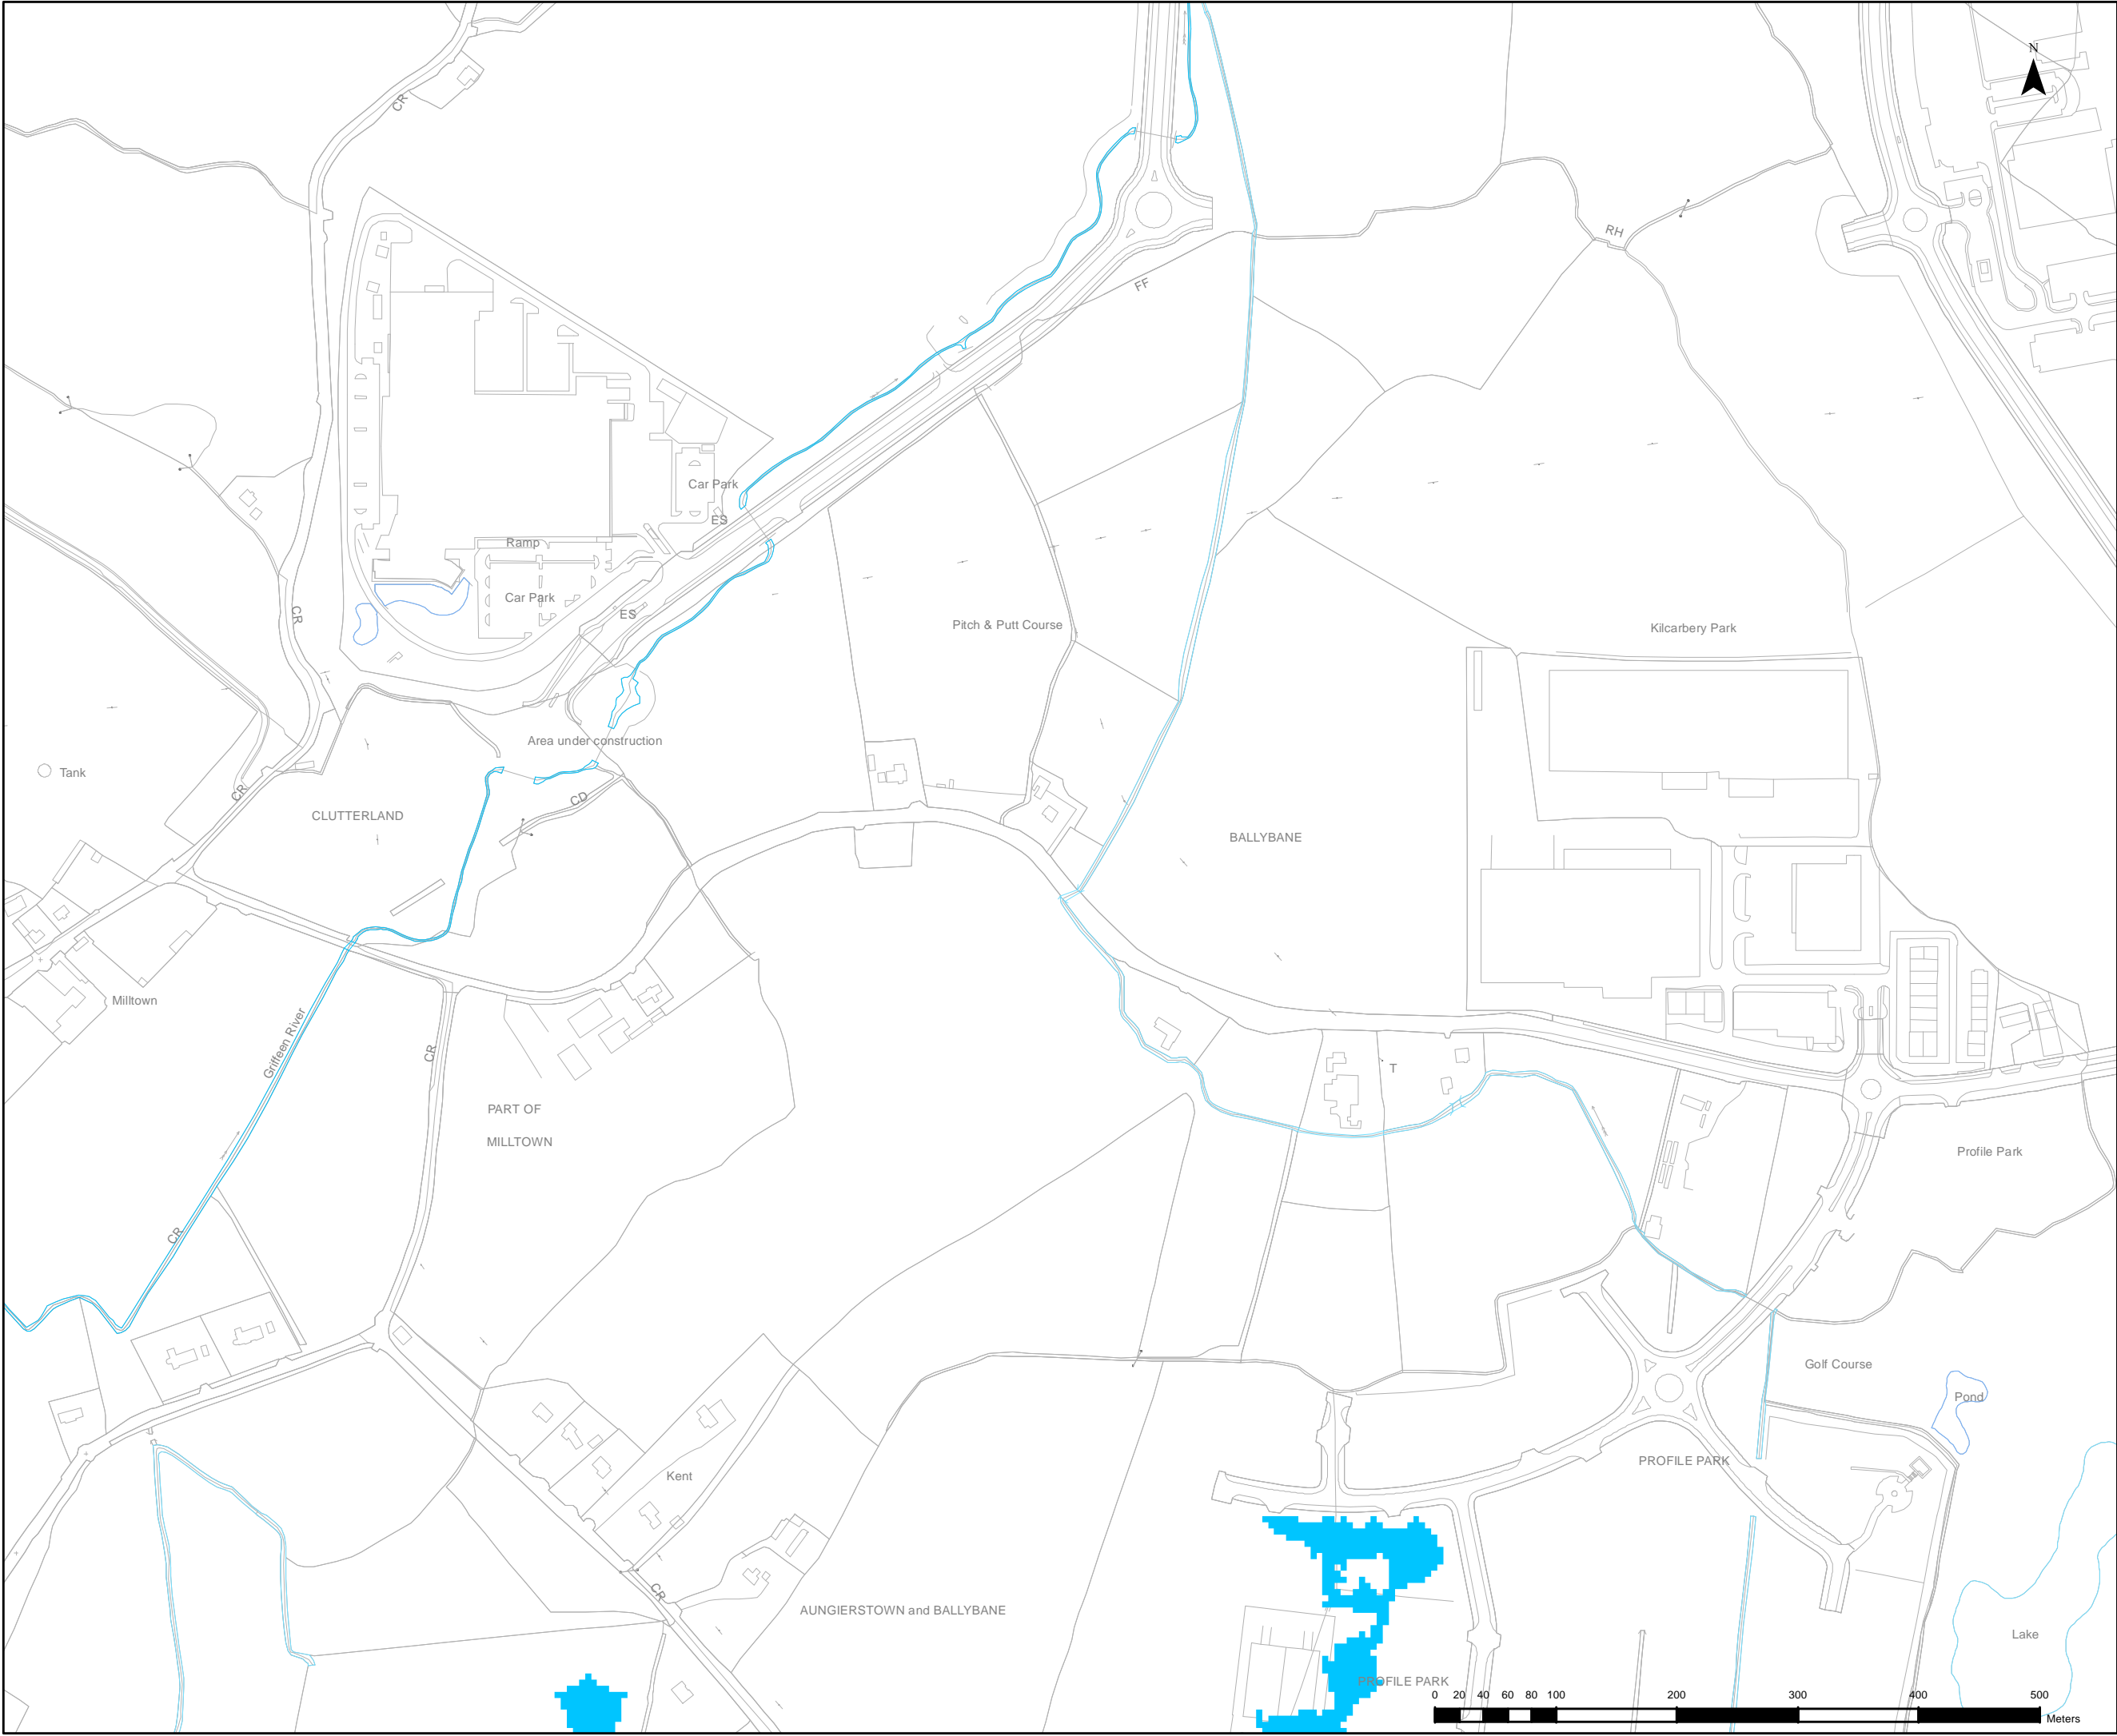 N
CR
RH
FF
Car Park
ES
Ramp
Car Park
CR
ES
Pitch & Putt Course
Kilcarbery Park
Area under construction
Tank
CR
CD
CLUTTERLAND
BALLYBANE
Milltown
Griffeen River
CR
T
PART OF
MILLTOWN
Profile Park
CR
Golf Course
Pond
PROFILE PARK
Kent
CR
AUNGIERSTOWN and BALLYBANE
Lake
PROFILE PARK
0 20 40 60 80 100 200 300 400 500
Meters